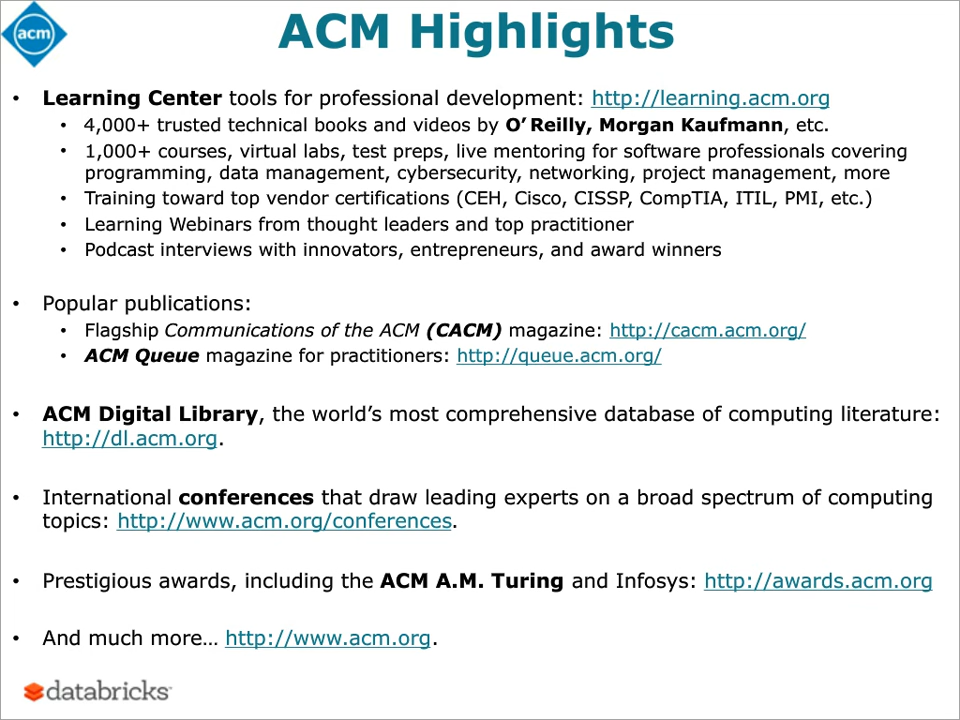 acm
ACM Highlights
• Learning Center tools for professional development: http://learning.acm.org
• 4,000+ trusted technical books and videos by O’ Reilly, Morgan Kaufmann, etc.
• 1,000+ courses, virtual labs, test preps, live mentoring for software professionals covering
programming, data management, cybersecurity, networking, project management, more
• Training toward top vendor certifications (CEH, Cisco, CISSP, CompTIA, ITIL, PMI, etc.)
• Learning Webinars from thought leaders and top practitioner
• Podcast interviews with innovators, entrepreneurs, and award winners
• Popular publications:
• Flagship Communications of the ACM (CACM) magazine: http://cacm.acm.org/
• ACM Queue magazine for practitioners: http://queue.acm.org/
• ACM Digital Library, the world’s most comprehensive database of computing literature:
http://dl.acm.org.
• International conferences that draw leading experts on a broad spectrum of computing
topics: http://www.acm.org/conferences.
• Prestigious awards, including the ACM A.M. Turing and Infosys: http://awards.acm.org
• And much more… http://www.acm.org.
databricks